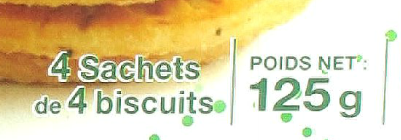 4 Sachets
de 4 biscuits
POIDS NET :
125 g